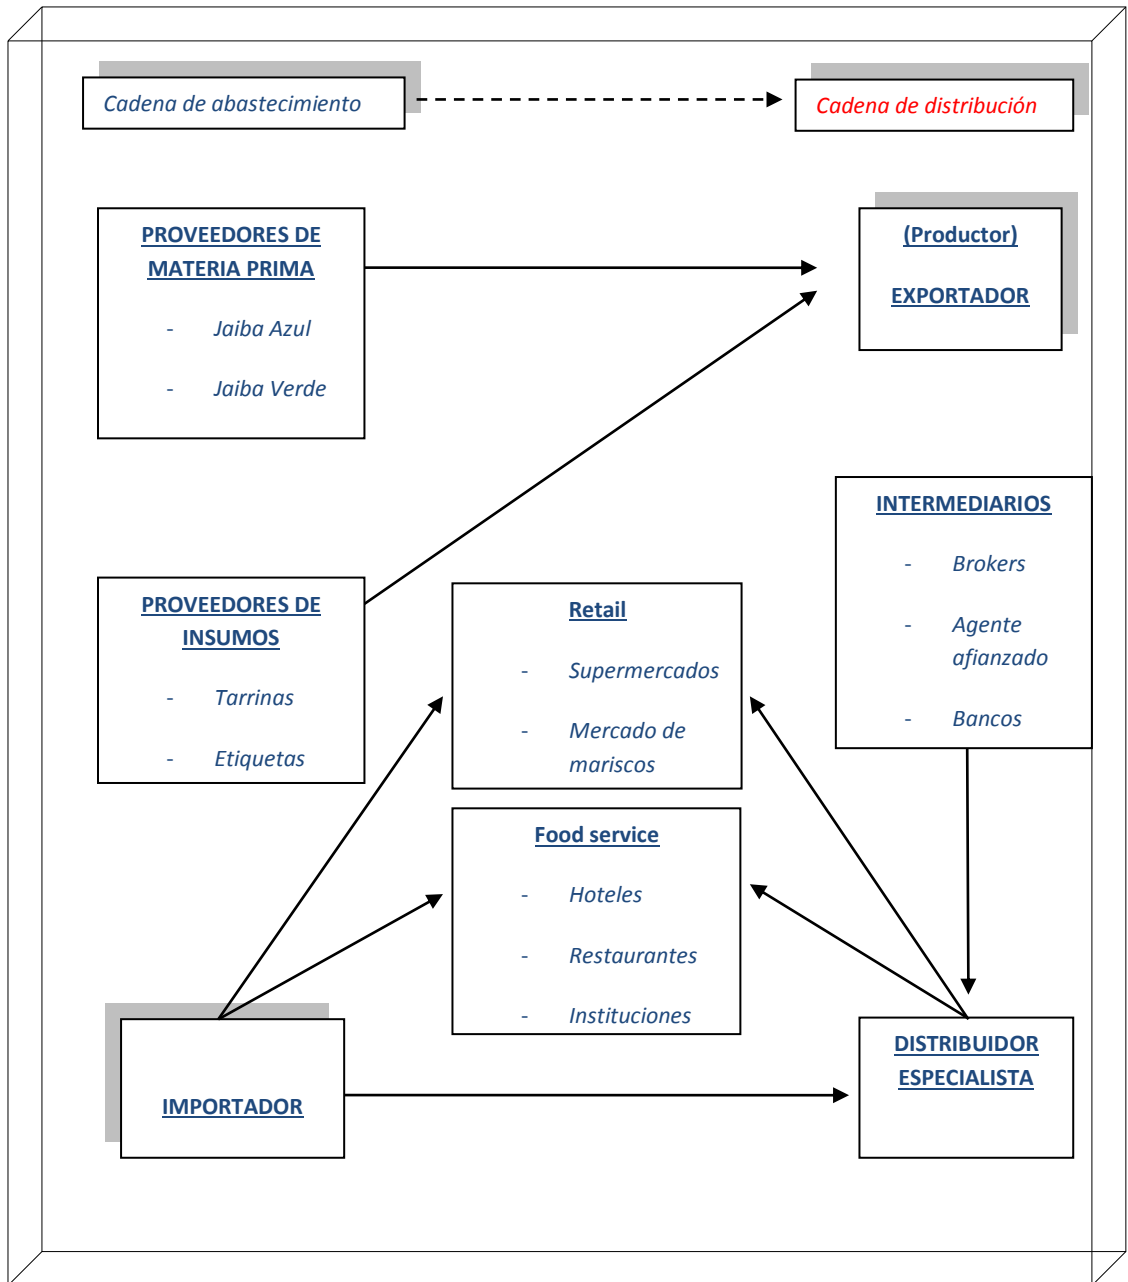 Cadena de abastecimiento
Cadena de distribución
PROVEEDORES DE
MATERIA PRIMA
- Jaiba Azul
- Jaiba Verde
(Productor)
EXPORTADOR
INTERMEDIARIOS
- Brokers
- Agente
afianzado
- Bancos
PROVEEDORES DE
INSUMOS
- Tarrinas
- Etiquetas
Retail
- Supermercados
- Mercado de
mariscos
Food service
- Hoteles
- Restaurantes
- Instituciones
IMPORTADOR
DISTRIBUIDOR
ESPECIALISTA